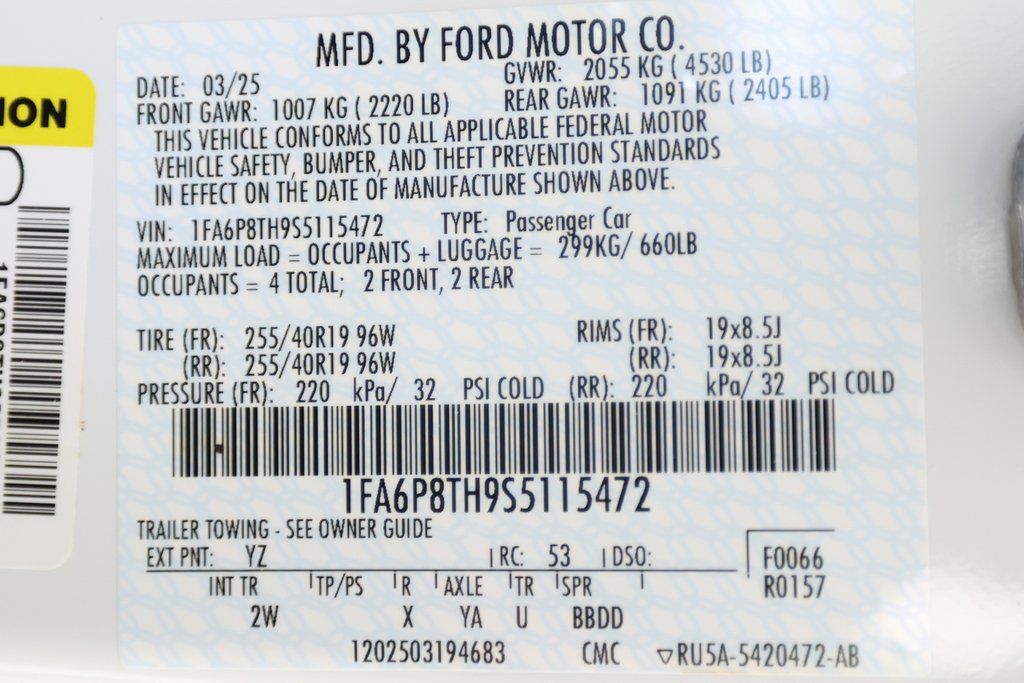 MFD. BY FORD MOTOR CO.
DATE: 03/25 GVWR: 2055 KG ( 4530 LB)
FRONT GAWR: 1007 KG ( 2220 LB) REAR GAWR: 1091 KG ( 2405 LB)
THIS VEHICLE CONFORMS TO ALL APPLICABLE FEDERAL MOTOR
VEHICLE SAFETY, BUMPER, AND THEFT PREVENTION STANDARDS
IN EFFECT ON THE DATE OF MANUFACTURE SHOWN ABOVE.
VIN: 1FA6P8TH9S5115472 TYPE: Passenger Car
MAXIMUM LOAD = OCCUPANTS + LUGGAGE = 299KG/ 660LB
OCCUPANTS = 4 TOTAL; 2 FRONT, 2 REAR
TIRE (FR): 255/40R19 96W RIMS (FR): 19x8.5J
(RR): 255/40R19 96W (RR): 19x8.5J
PRESSURE (FR): 220 kPa/ 32 PSI COLD (RR): 220 kPa/ 32 PSI COLD
1FA6P8TH9S5115472
TRAILER TOWING - SEE OWNER GUIDE
EXT PNT: YZ RC: 53 DSO: F0066
INT TR TP/PS R AXLE TR SPR R0157
2W X YA U BBDD
1202503194683 CMC ▽RU5A-5420472-AB
ION